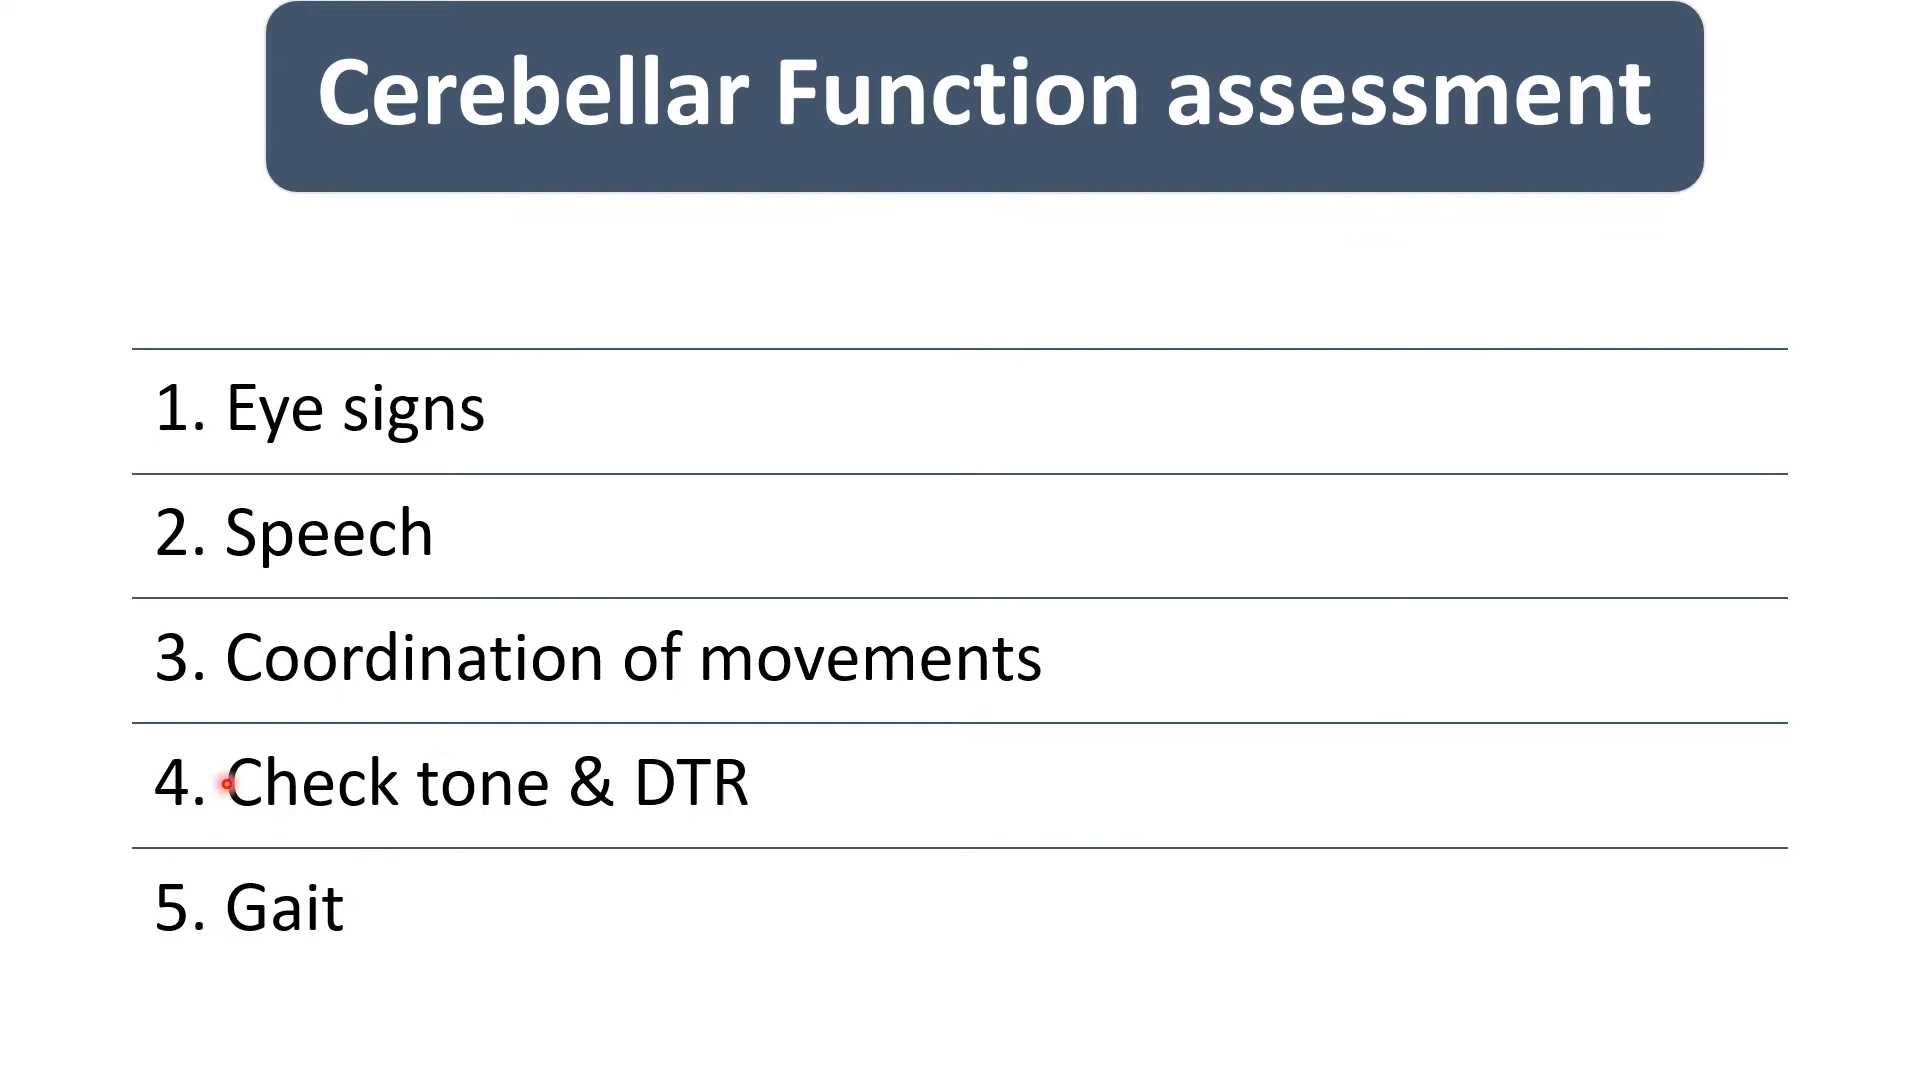 Cerebellar Function assessment
1. Eye signs
2. Speech
3. Coordination of movements
4. Check tone & DTR
5. Gait